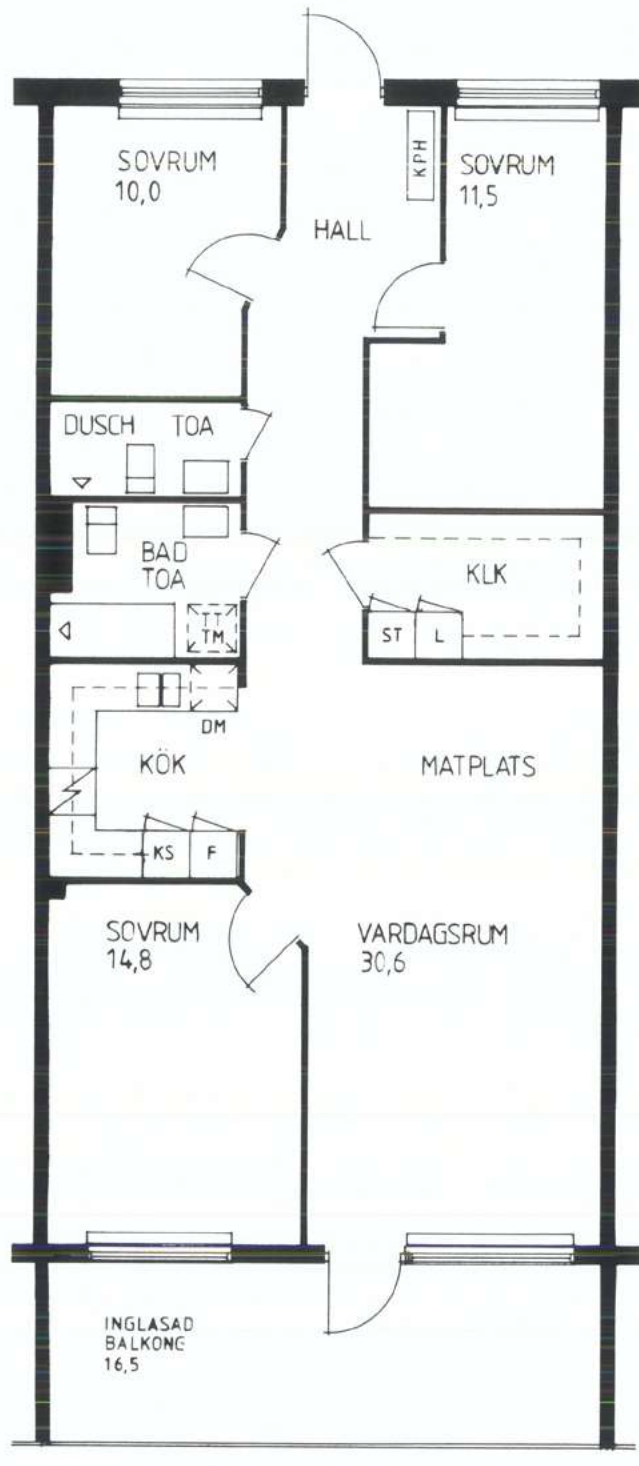 SOVRUM
10,0
KPH
SOVRUM
11,5
HALL
DUSCH TOA
BAD
TOA
TT
TM
KLK
ST
L
DM
KÖK
MATPLATS
KS
F
SOVRUM
14,8
VARDAGSRUM
30,6
INGLASAD
BALKONG
16,5